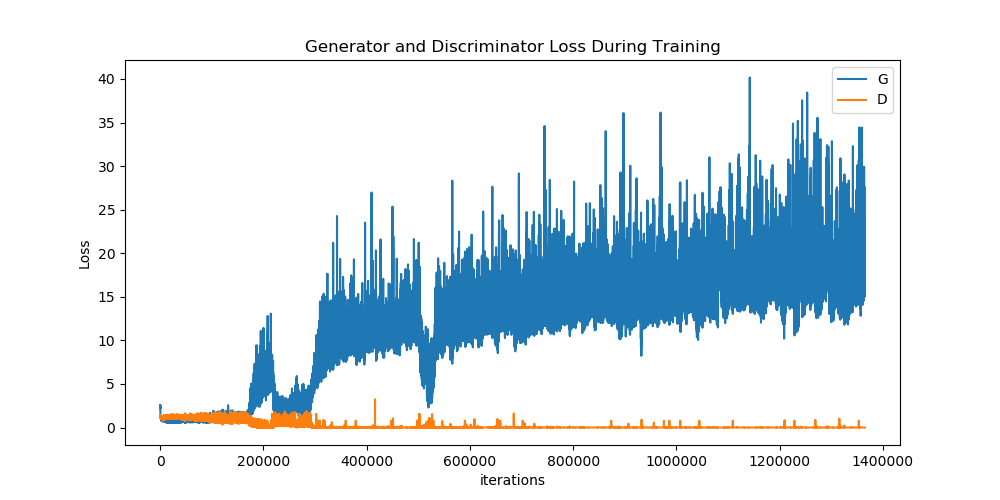 Generator and Discriminator Loss During Training
G
D
40
35
30
25
20
15
10
5
0
Loss
0 200000 400000 600000 800000 1000000 1200000 1400000
iterations